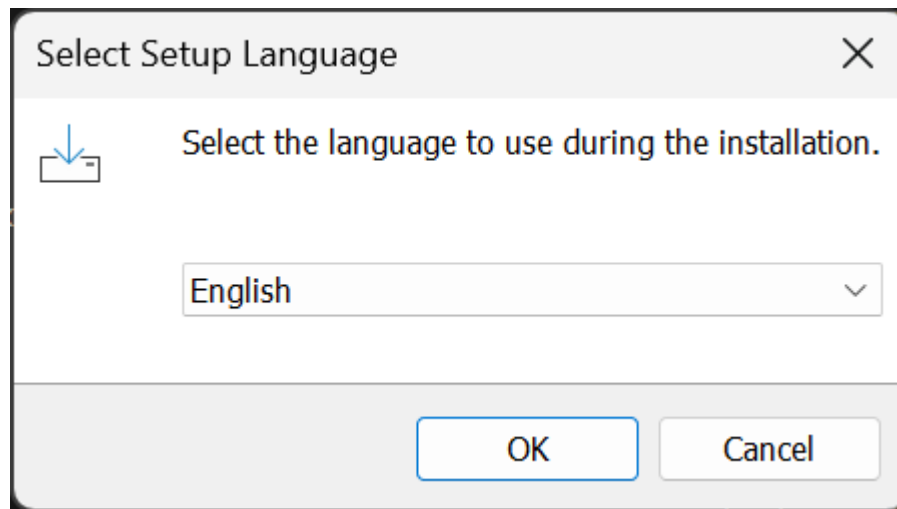 Select Setup Language
Select the language to use during the installation.
English
OK
Cancel